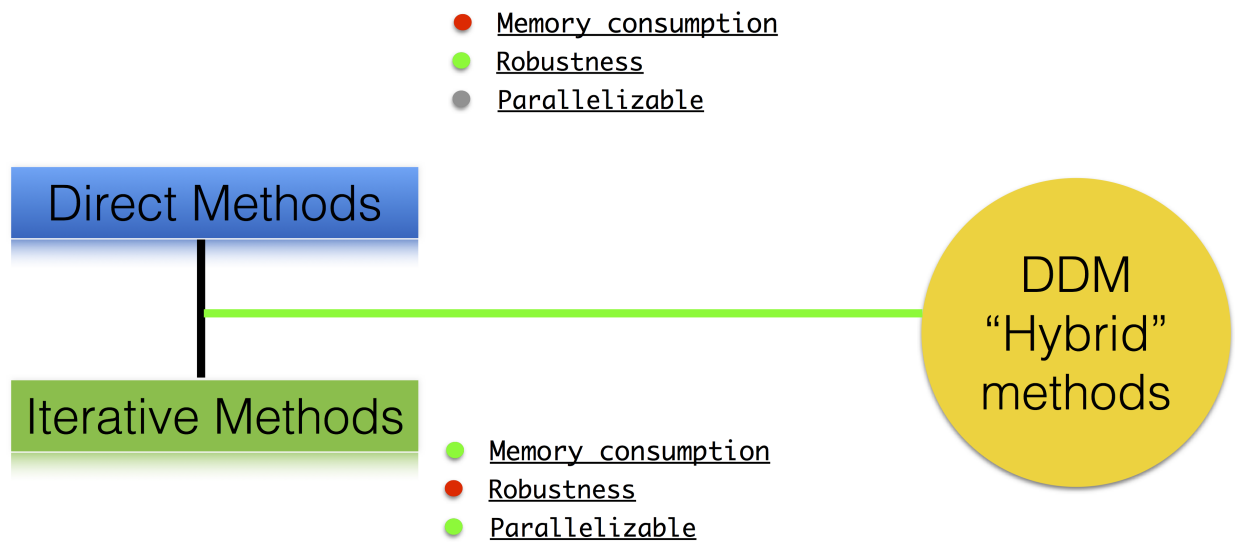 Memory consumption
Robustness
Parallelizable
Direct Methods
DDM
“Hybrid”
methods
Iterative Methods
Memory consumption
Robustness
Parallelizable